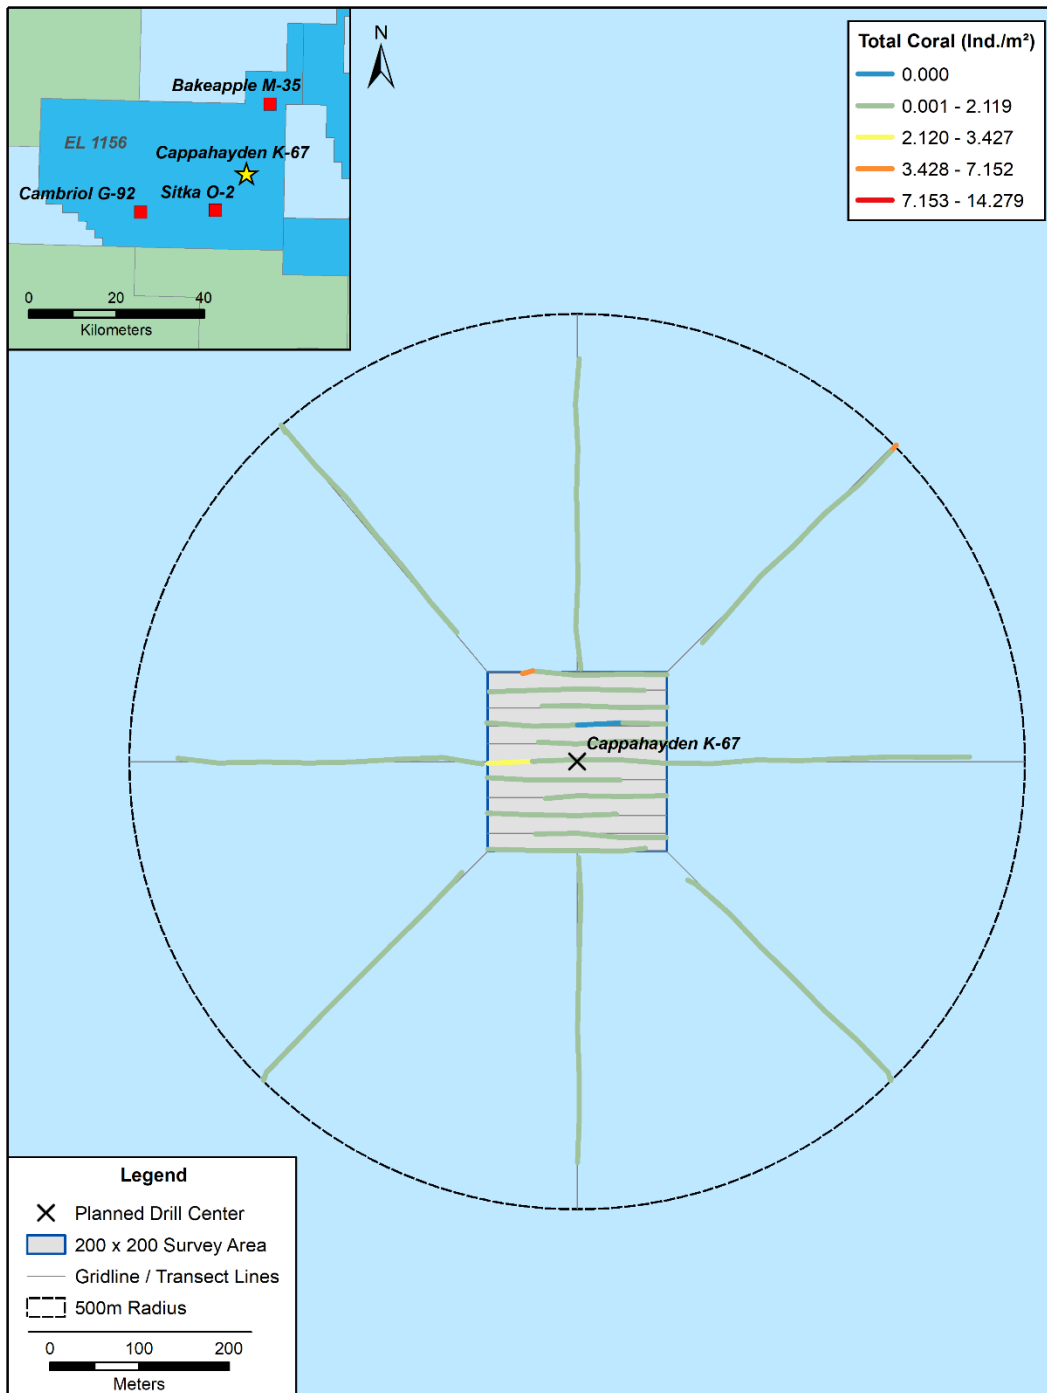 Bakeapple M-35
EL 1156
Cappahayden K-67
Cambriol G-92
Sitka O-2
0 20 40
Kilometers
N
Total Coral (Ind./m²)
0.000
0.001 - 2.119
2.120 - 3.427
3.428 - 7.152
7.153 - 14.279
Cappahayden K-67
Legend
Planned Drill Center
200 x 200 Survey Area
Gridline / Transect Lines
500m Radius
0 100 200
Meters